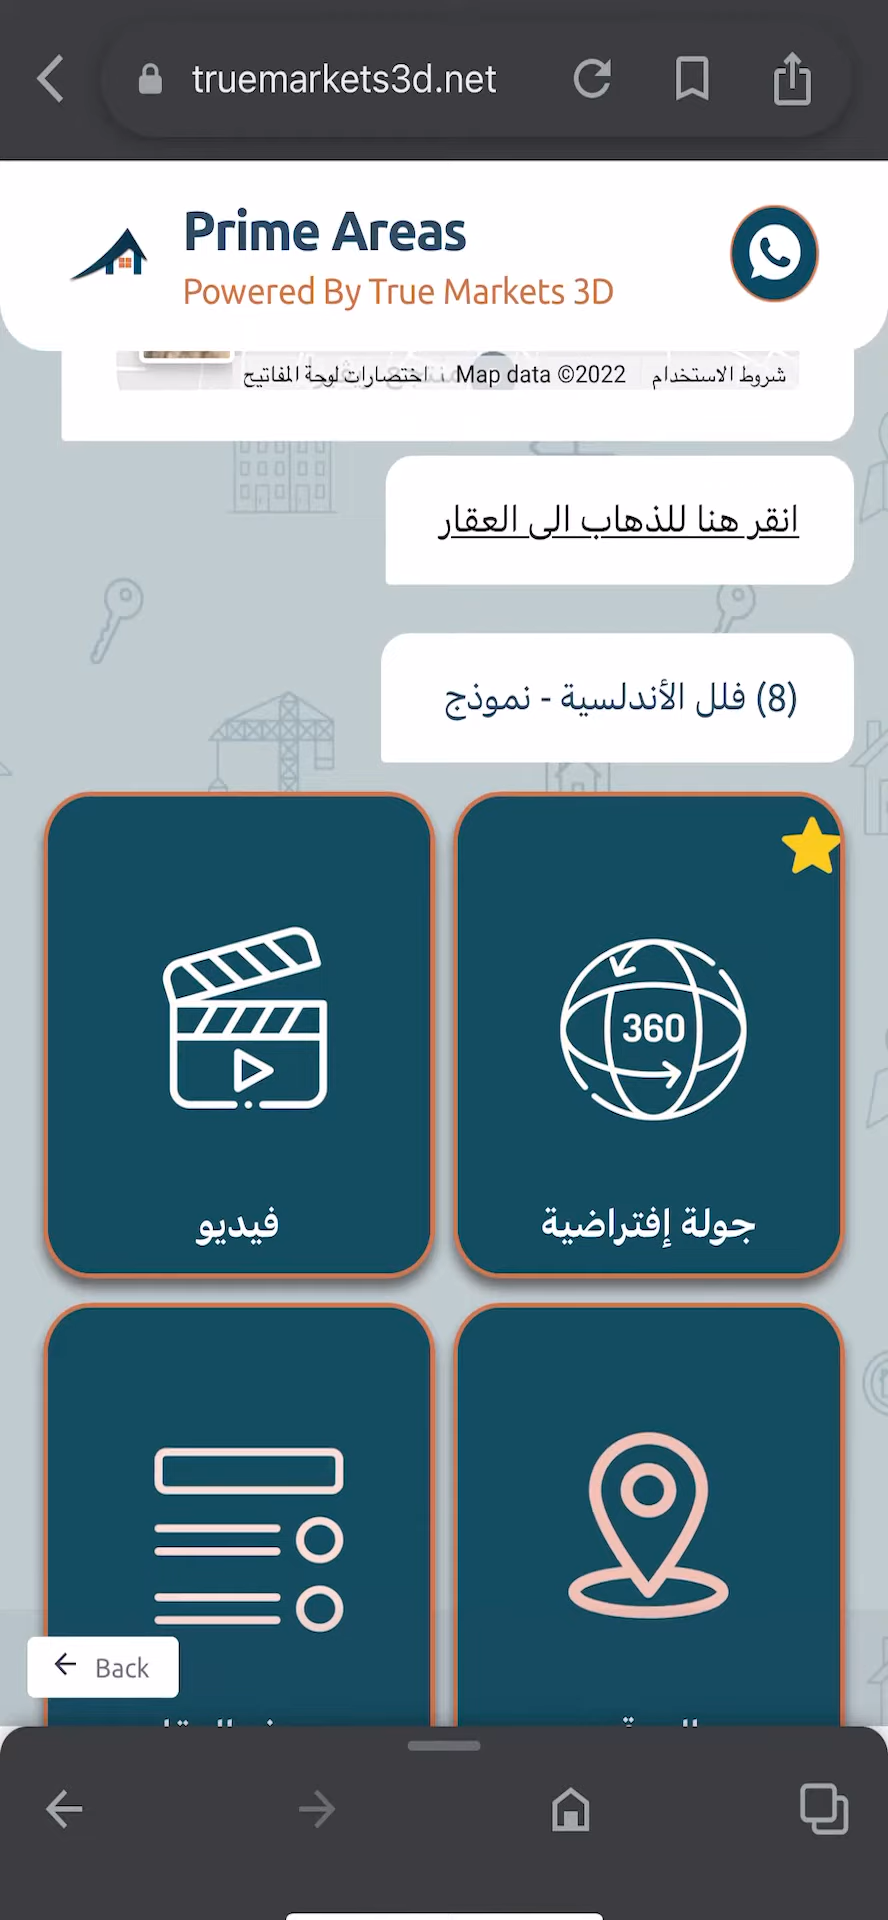 truemarkets3d.net
Prime Areas
Powered By True Markets 3D
شروط الاستخدام
Map data ©2022
اختصارات لوحة المفاتيح
انقر هنا للذهاب الى العقار
(8) فلل الأندلسية - نموذج
جولة إفتراضية
360
فيديو
Back